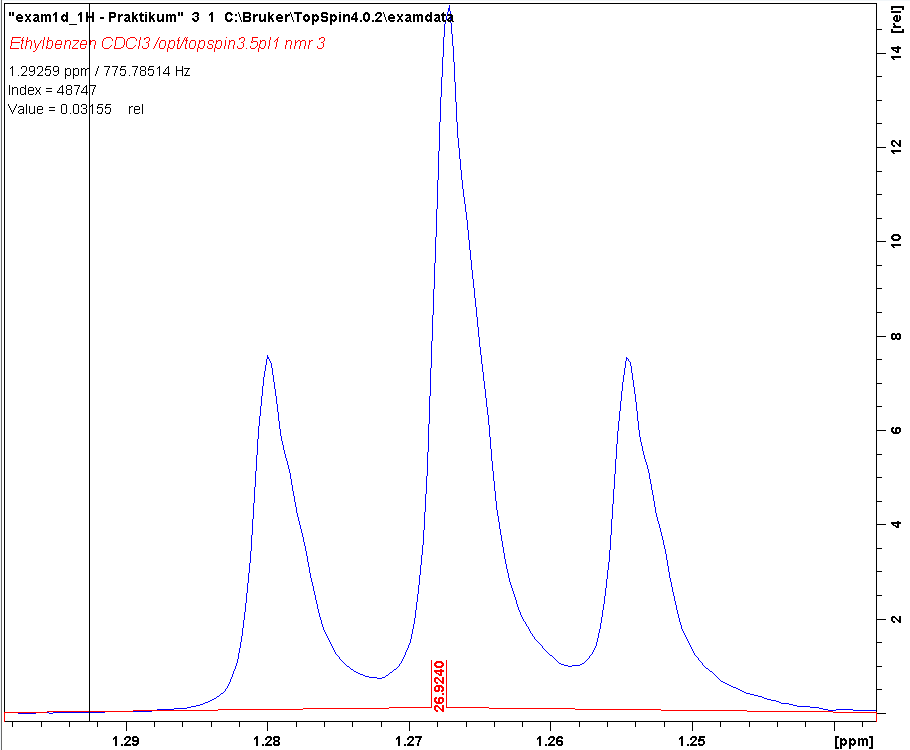 "exam1d_1H - Praktikum" 3 1 C:\Bruker\TopSpin4.0.2\examdata
Ethylbenzen CDCl3 /opt/topspin3.5pl1 nmr 3
1.29259 ppm / 775.78514 Hz
Index = 48747
Value = 0.03155 rel
[rel]
14
12
10
8
6
4
2
26.9240
1.29 1.28 1.27 1.26 1.25 [ppm]